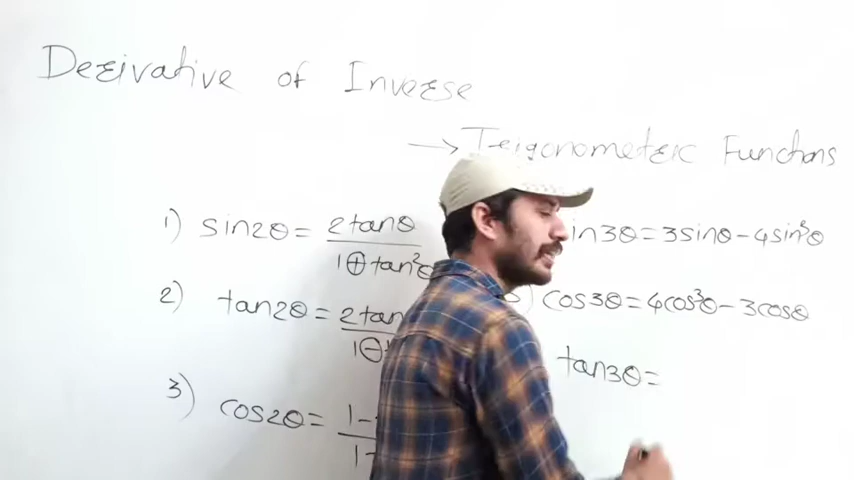 Derivative of Inverse
→ Trigonometric Functions
1) sin2θ = 2tanθ / 1⊕tan²θ
in3θ = 3sinθ - 4sin³θ
2) tan2θ = 2tan / 1⊖
) cos3θ = 4cos³θ - 3cosθ
tan3θ =
3) cos2θ = 1- / 1-